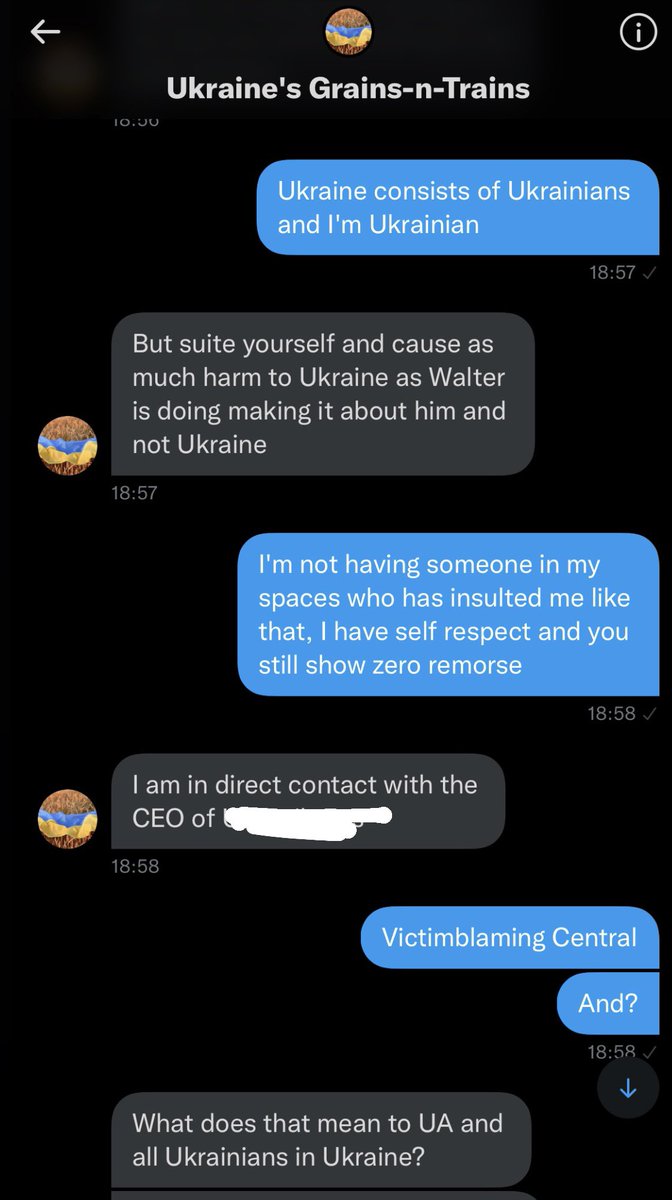 Ukraine's Grains-n-Trains
18:56
Ukraine consists of Ukrainians
and I'm Ukrainian
18:57
But suite yourself and cause as
much harm to Ukraine as Walter
is doing making it about him and
not Ukraine
18:57
I'm not having someone in my
spaces who has insulted me like
that, I have self respect and you
still show zero remorse
18:58
I am in direct contact with the
CEO of
18:58
Victimblaming Central
And?
18:58
What does that mean to UA and
all Ukrainians in Ukraine?